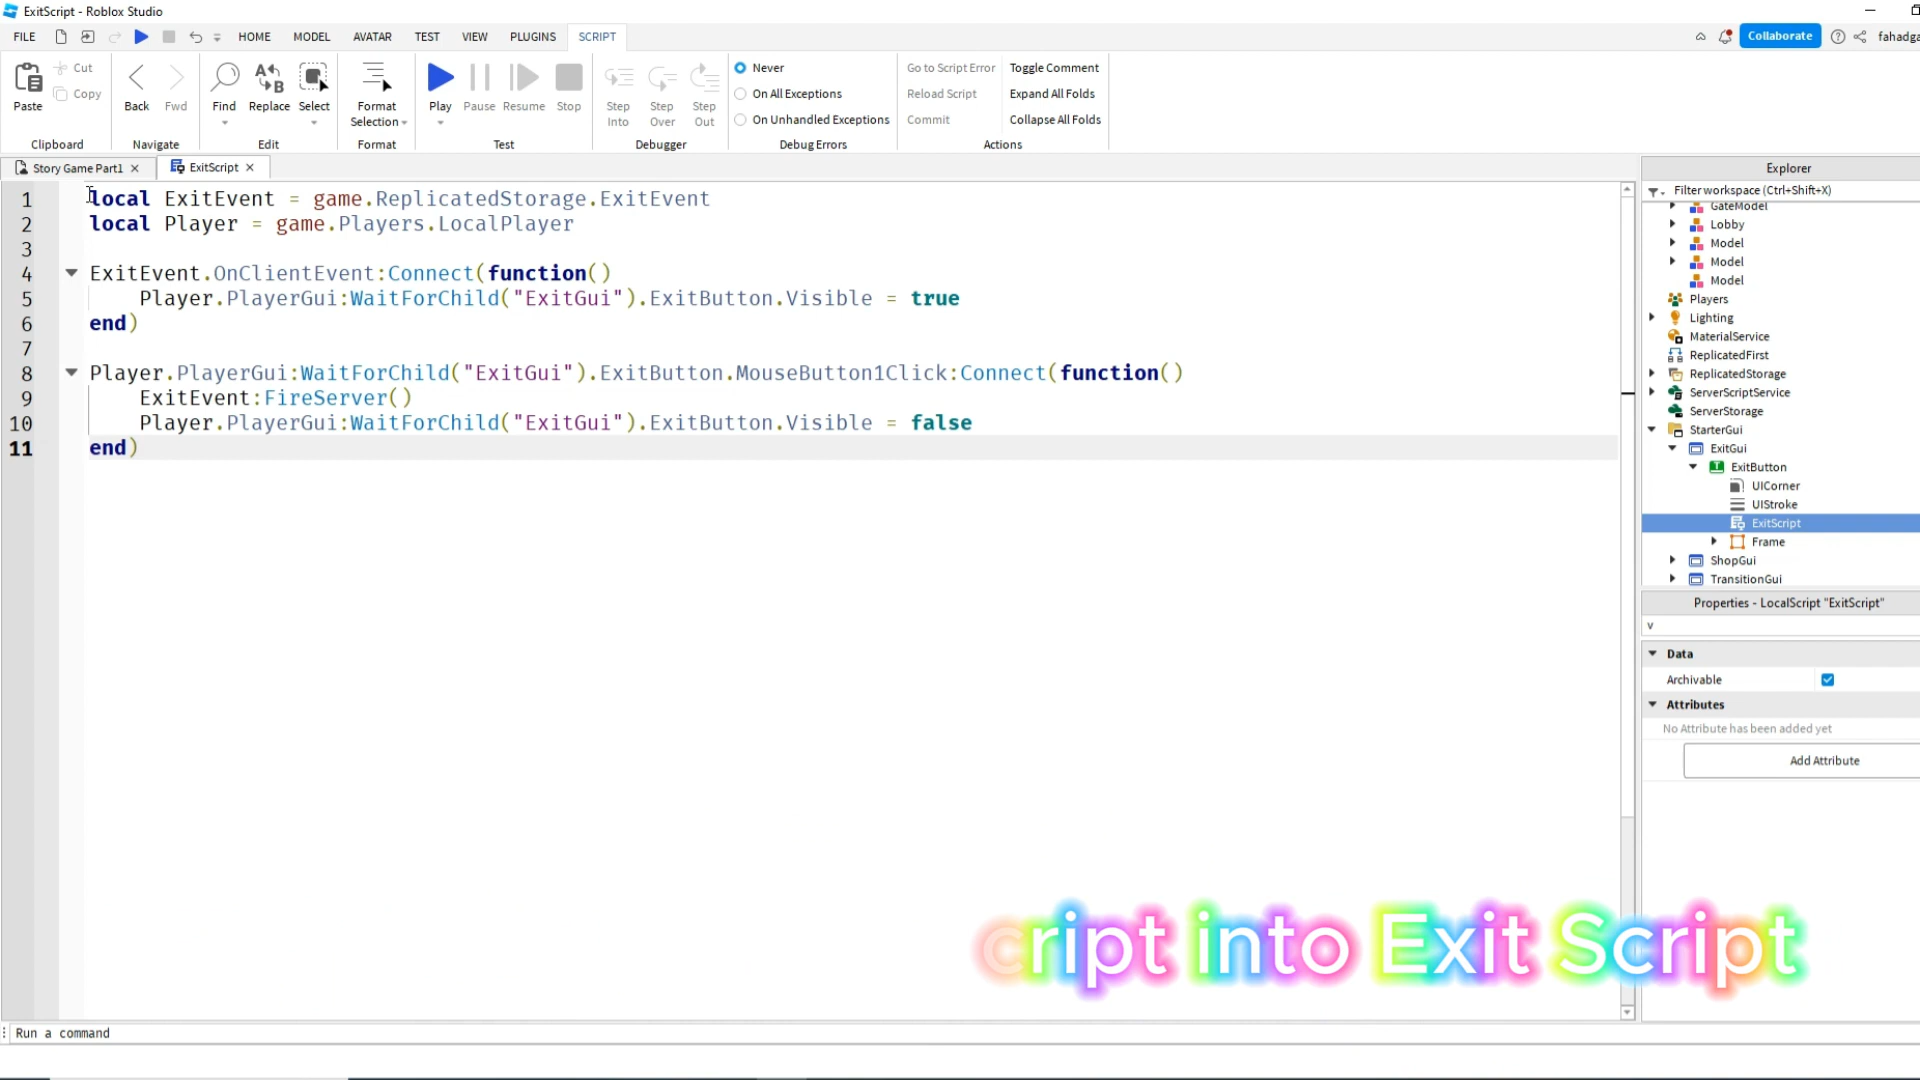 ExitScript - Roblox Studio
FILE HOME MODEL AVATAR TEST VIEW PLUGINS SCRIPT Collaborate fahadga
Paste Cut Copy
Clipboard
Back Fwd
Navigate
Find Replace Select
Edit
Format Selection
Format
Play Pause Resume Stop
Test
Step Into Step Over Step Out
Debugger
Never
On All Exceptions
On Unhandled Exceptions
Debug Errors
Go to Script Error Toggle Comment
Reload Script Expand All Folds
Commit Collapse All Folds
Actions
Story Game Part1 ExitScript
1 local ExitEvent = game.ReplicatedStorage.ExitEvent
2 local Player = game.Players.LocalPlayer
3
4 ExitEvent.OnClientEvent:Connect(function()
5 Player.PlayerGui:WaitForChild("ExitGui").ExitButton.Visible = true
6 end)
7
8 Player.PlayerGui:WaitForChild("ExitGui").ExitButton.MouseButton1Click:Connect(function()
9 ExitEvent:FireServer()
10 Player.PlayerGui:WaitForChild("ExitGui").ExitButton.Visible = false
11 end)
Explorer
Filter workspace (Ctrl+Shift+X)
GateModel
Lobby
Model
Model
Model
Players
Lighting
MaterialService
ReplicatedFirst
ReplicatedStorage
ServerScriptService
ServerStorage
StarterGui
ExitGui
ExitButton
UICorner
UIStroke
ExitScript
Frame
ShopGui
TransitionGui
Properties - LocalScript "ExitScript"
v
Data
Archivable
Attributes
No Attribute has been added yet
Add Attribute
cript into Exit Script
Run a command